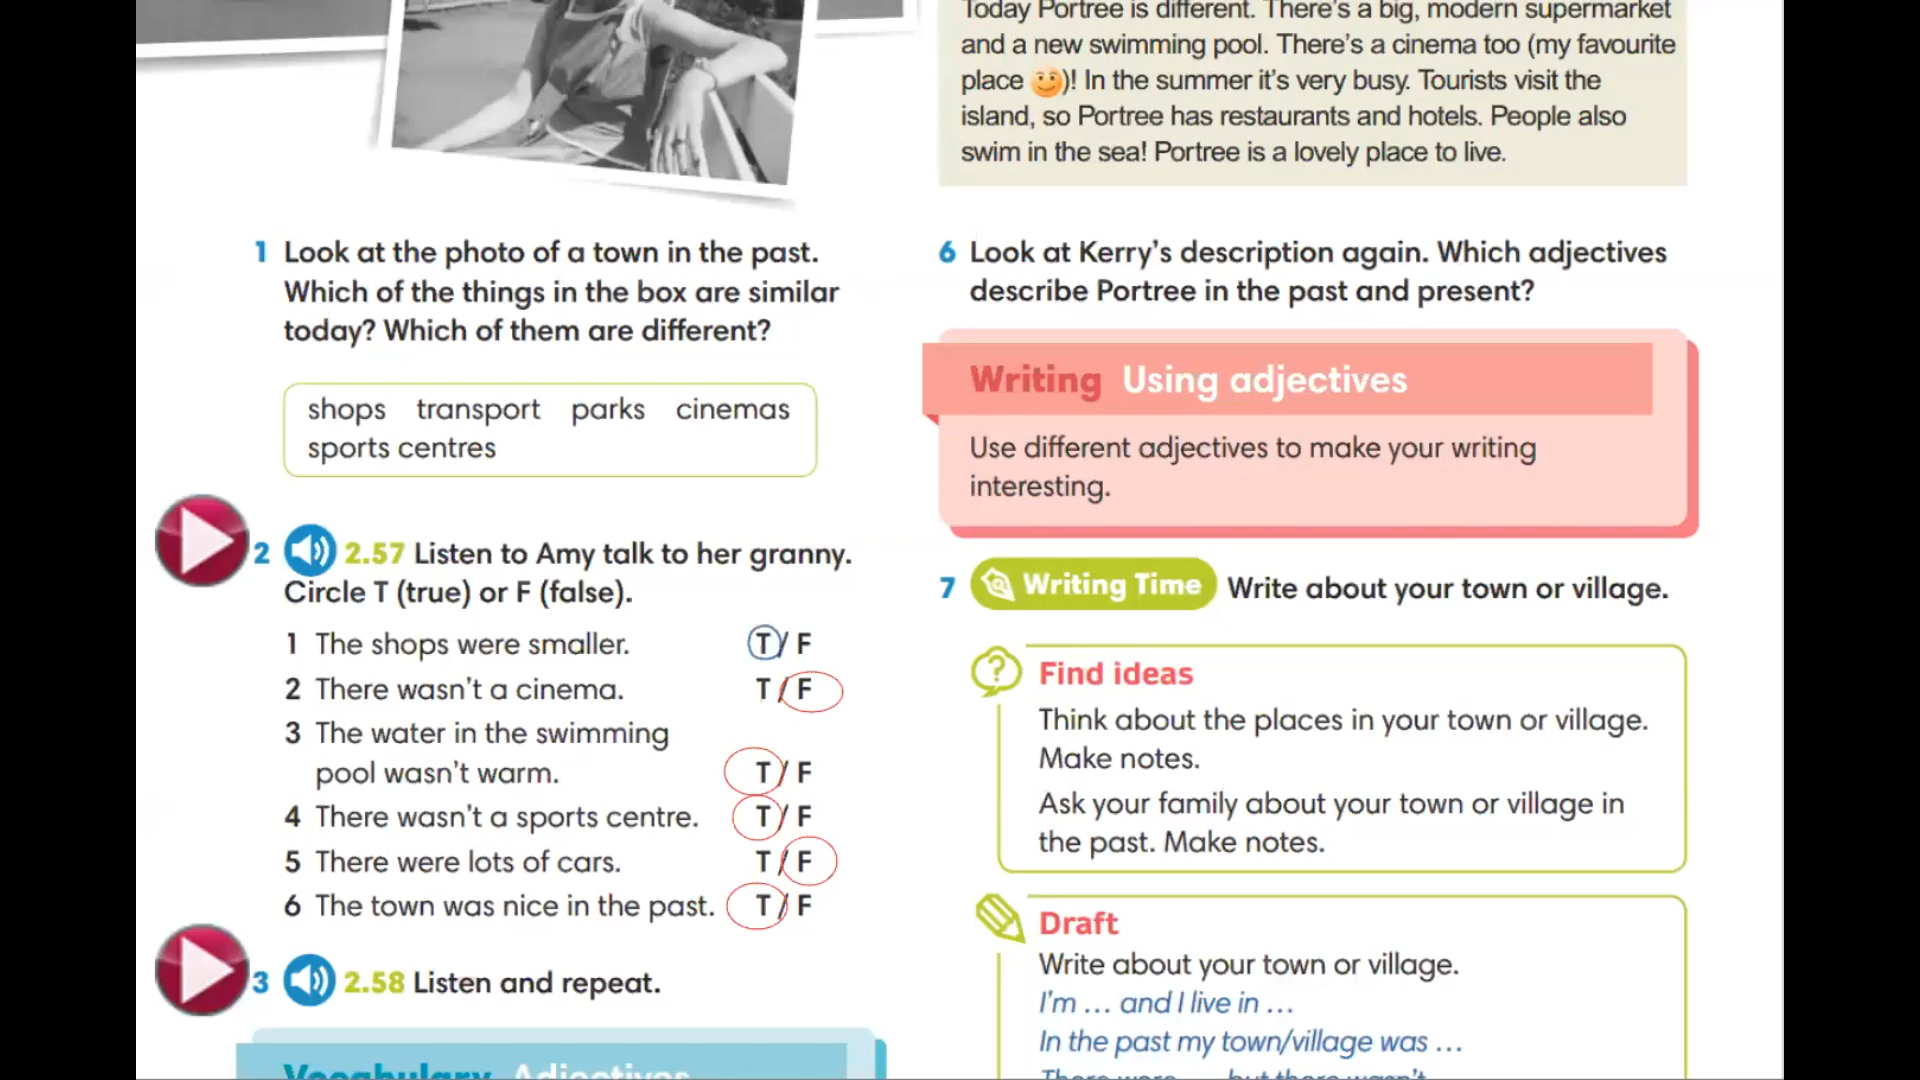 Today Portree is different. There's a big, modern supermarket
and a new swimming pool. There's a cinema too (my favourite
place 🙂)! In the summer it's very busy. Tourists visit the
island, so Portree has restaurants and hotels. People also
swim in the sea! Portree is a lovely place to live.
1 Look at the photo of a town in the past.
Which of the things in the box are similar
today? Which of them are different?
shops transport parks cinemas
sports centres
2 2.57 Listen to Amy talk to her granny.
Circle T (true) or F (false).
1 The shops were smaller. T / F
2 There wasn't a cinema. T / F
3 The water in the swimming
pool wasn't warm. T / F
4 There wasn't a sports centre. T / F
5 There were lots of cars. T / F
6 The town was nice in the past. T / F
3 2.58 Listen and repeat.
Vocabulary Adjectives
6 Look at Kerry's description again. Which adjectives
describe Portree in the past and present?
Writing Using adjectives
Use different adjectives to make your writing
interesting.
7 Writing Time Write about your town or village.
Find ideas
Think about the places in your town or village.
Make notes.
Ask your family about your town or village in
the past. Make notes.
Draft
Write about your town or village.
I'm … and I live in …
In the past my town/village was …
There were … but there wasn't